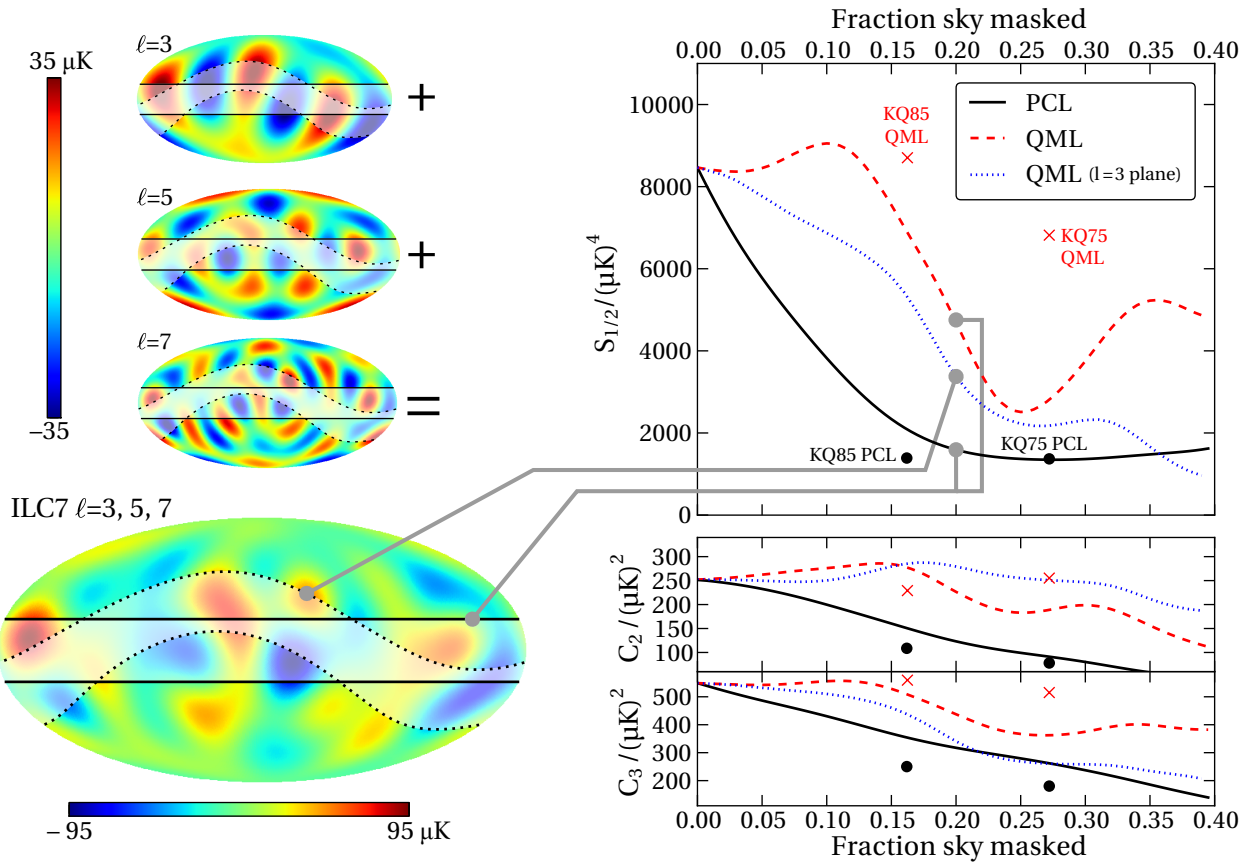 35 μK
−35
ℓ=3
+
ℓ=5
+
ℓ=7
=
ILC7 ℓ=3, 5, 7
−95
95 μK
Fraction sky masked
0.00 0.05 0.10 0.15 0.20 0.25 0.30 0.35 0.40
S1/2/(μK)4
10000
8000
6000
4000
2000
0
PCL
QML
QML (l=3 plane)
KQ85
QML
KQ75
QML
KQ85 PCL
KQ75 PCL
C2/(μK)2
300
250
200
150
100
C3/(μK)2
500
400
300
200
0.00 0.05 0.10 0.15 0.20 0.25 0.30 0.35 0.40
Fraction sky masked